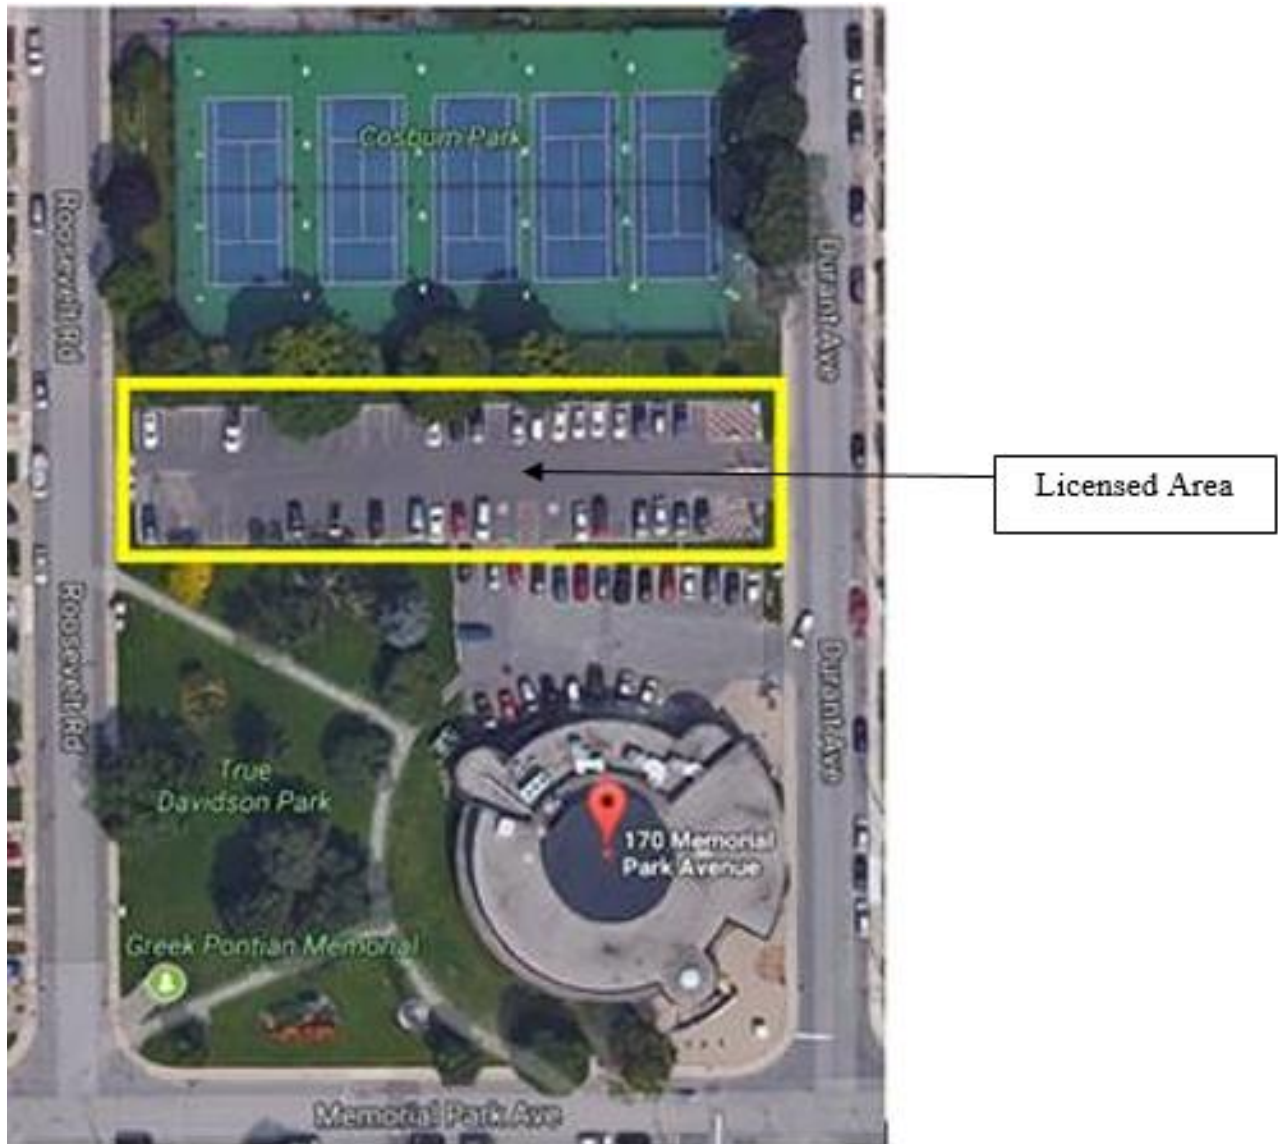 Cosburn Park
Roosevelt Rd
Durant Ave
Licensed Area
Roosevelt Rd
Durant Ave
True
Davidson Park
170 Memorial
Park Avenue
Greek Pontian Memorial
Memorial Park Ave